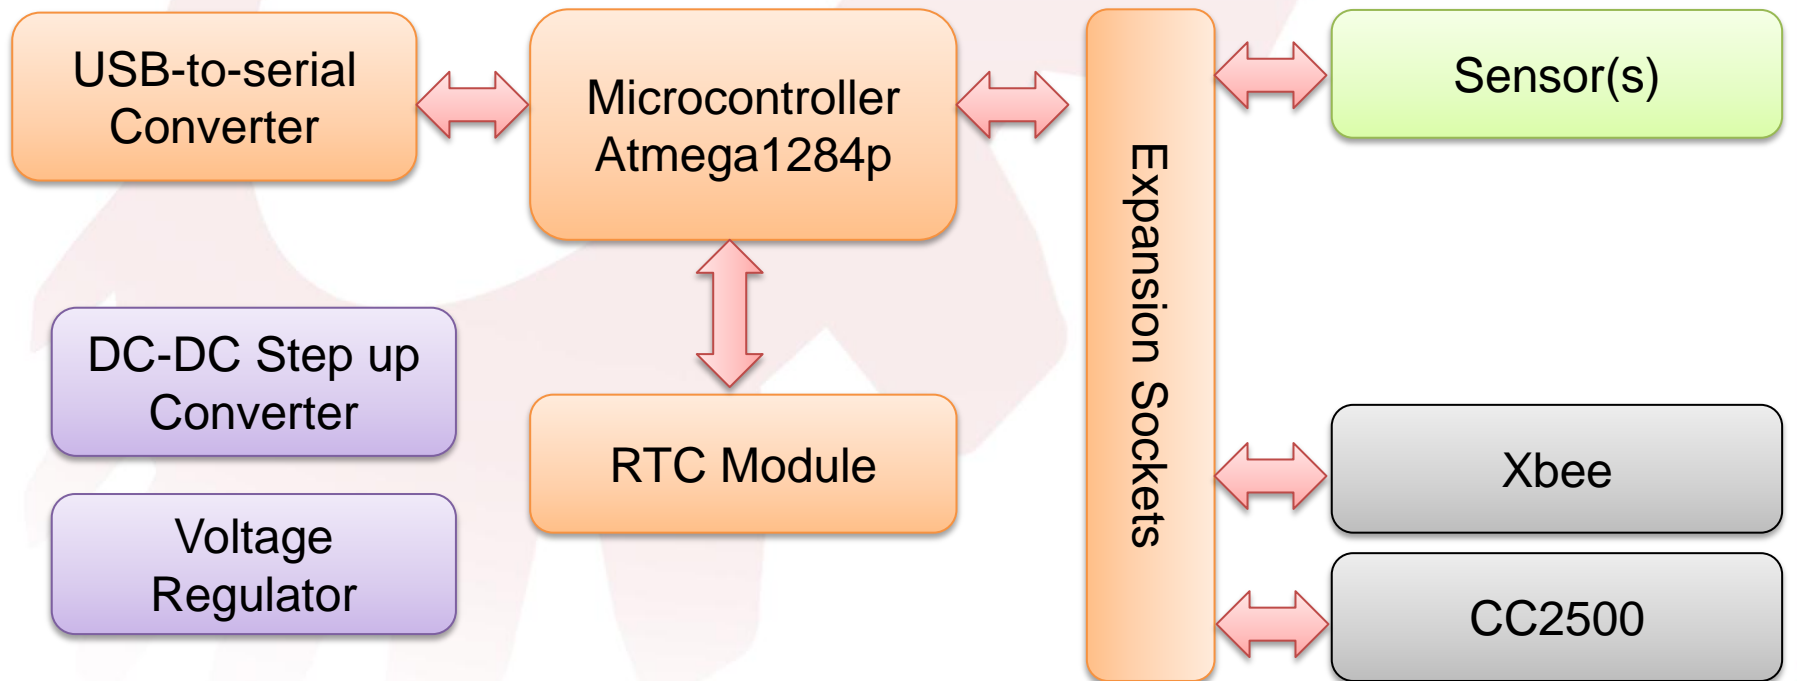 USB-to-serial
Converter
Microcontroller
Atmega1284p
Expansion Sockets
Sensor(s)
DC-DC Step up
Converter
RTC Module
Xbee
Voltage
Regulator
CC2500